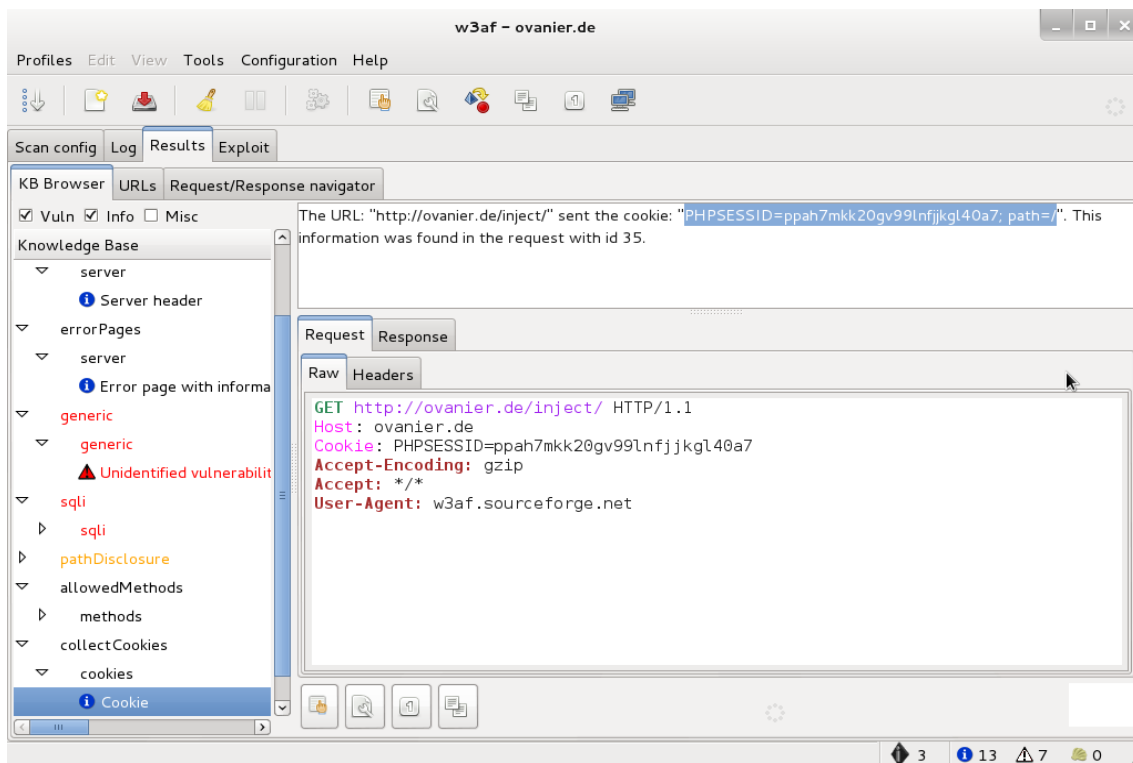 w3af - ovanier.de
Profiles Edit View Tools Configuration Help
Scan config Log Results Exploit
KB Browser URLs Request/Response navigator
Vuln Info Misc
Knowledge Base
server
Server header
errorPages
server
Error page with informa
generic
generic
Unidentified vulnerabilit
sqli
sqli
pathDisclosure
allowedMethods
methods
collectCookies
cookies
Cookie
The URL: "http://ovanier.de/inject/" sent the cookie: "PHPSESSID=ppah7mkk20gv99lnfjjkgl40a7; path=/". This
information was found in the request with id 35.
Request Response
Raw Headers
GET http://ovanier.de/inject/ HTTP/1.1
Host: ovanier.de
Cookie: PHPSESSID=ppah7mkk20gv99lnfjjkgl40a7
Accept-Encoding: gzip
Accept: */*
User-Agent: w3af.sourceforge.net
3 13 7 0